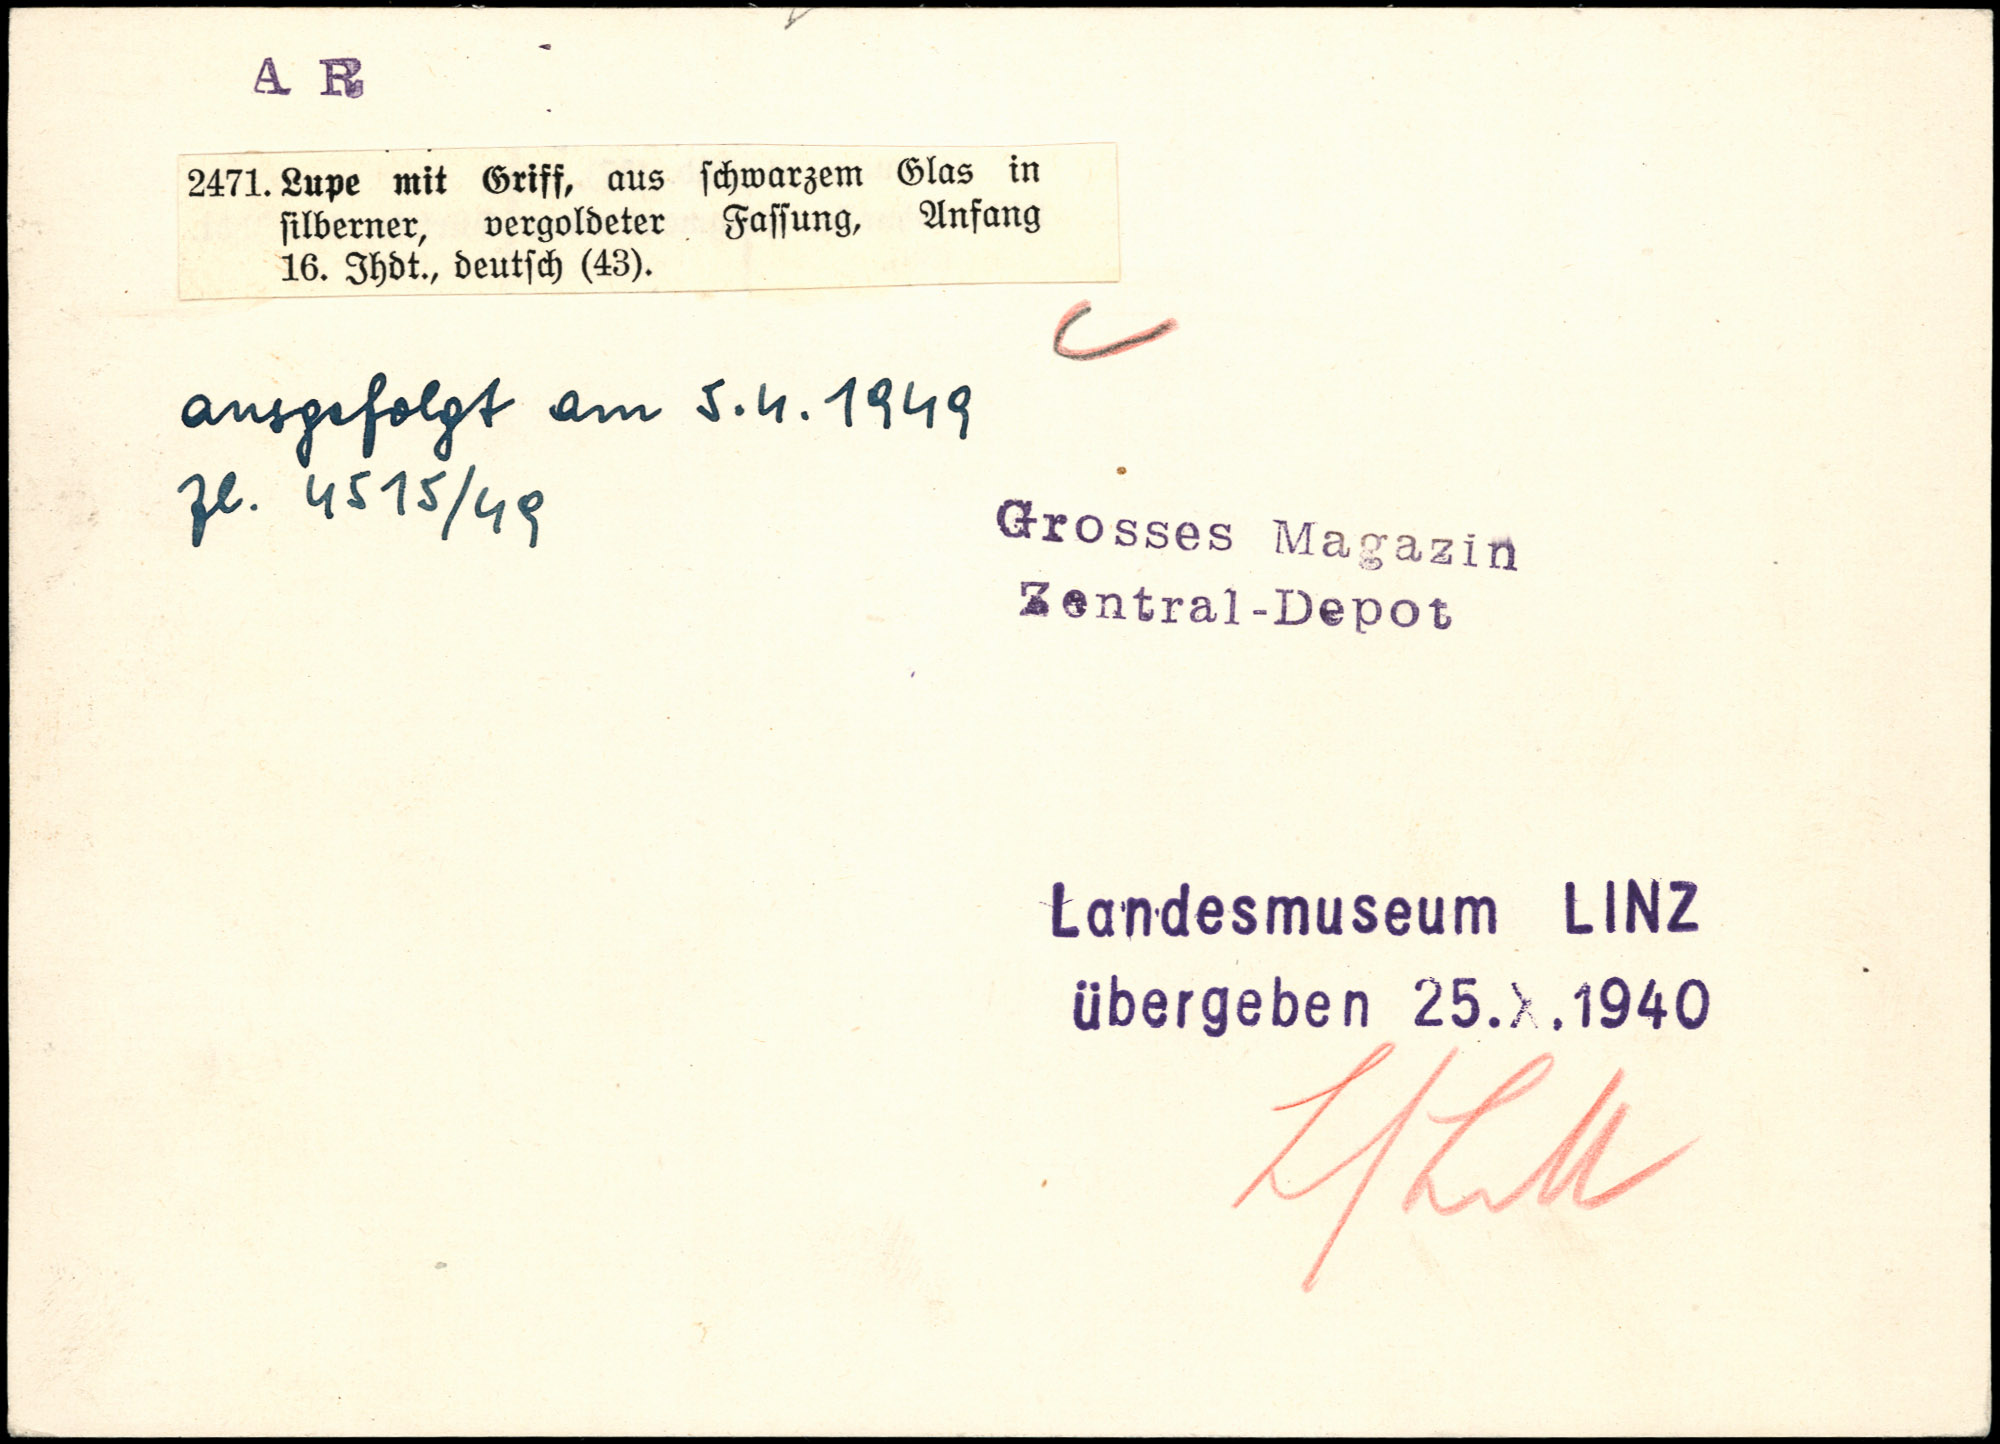 A R
2471. Lupe mit Griff, aus schwarzem Glas in
silberner, vergoldeter Fassung, Anfang
16. Jhdt., deutsch (43).
ausgefolgt am 5.4.1949
Zl. 4515/49
Grosses Magazin
Zentral-Depot
Landesmuseum LINZ
übergeben 25.X.1940